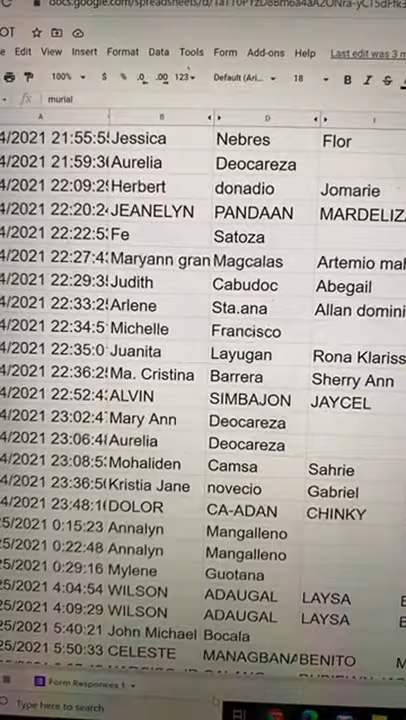 docs.google.com/spreadsheets/d/1a
OT
Edit View Insert Format Data Tools Form Add-ons Help Last edit was 3 m
100% $ % .0 .00 123 Default (Ari... 18 B I S
fx murial
A B D
4/2021 21:55:5 Jessica Nebres Flor
4/2021 21:59:3 Aurelia Deocareza
4/2021 22:09:2 Herbert donadio Jomarie
4/2021 22:20:2 JEANELYN PANDAAN MARDELIZ
4/2021 22:22:5 Fe Satoza
4/2021 22:27:4 Maryann gran Magcalas Artemio mal
4/2021 22:29:3 Judith Cabudoc Abegail
4/2021 22:33:2 Arlene Sta.ana Allan domini
4/2021 22:34:5 Michelle Francisco
4/2021 22:35:0 Juanita Layugan Rona Klariss
4/2021 22:36:2 Ma. Cristina Barrera Sherry Ann
4/2021 22:52:4 ALVIN SIMBAJON JAYCEL
4/2021 23:02:4 Mary Ann Deocareza
4/2021 23:06:4 Aurelia Deocareza
4/2021 23:08:5 Mohaliden Camsa Sahrie
4/2021 23:36:5 Kristia Jane novecio Gabriel
4/2021 23:48:1 DOLOR CA-ADAN CHINKY
25/2021 0:15:23 Annalyn Mangalleno
25/2021 0:22:48 Annalyn Mangalleno
25/2021 0:29:16 Mylene Guotana
25/2021 4:04:54 WILSON ADAUGAL LAYSA
25/2021 4:09:29 WILSON ADAUGAL LAYSA
25/2021 5:40:21 John Michael Bocala
25/2021 5:50:33 CELESTE MANAGBANA BENITO
Form Responses 1
Type here to search